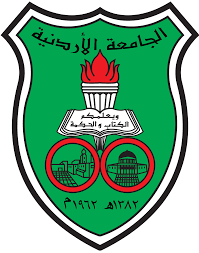 الجامعة الأردنية
ويعلمكم
الكتاب والحكمة
١٣٨٢هـ ١٩٦٢م